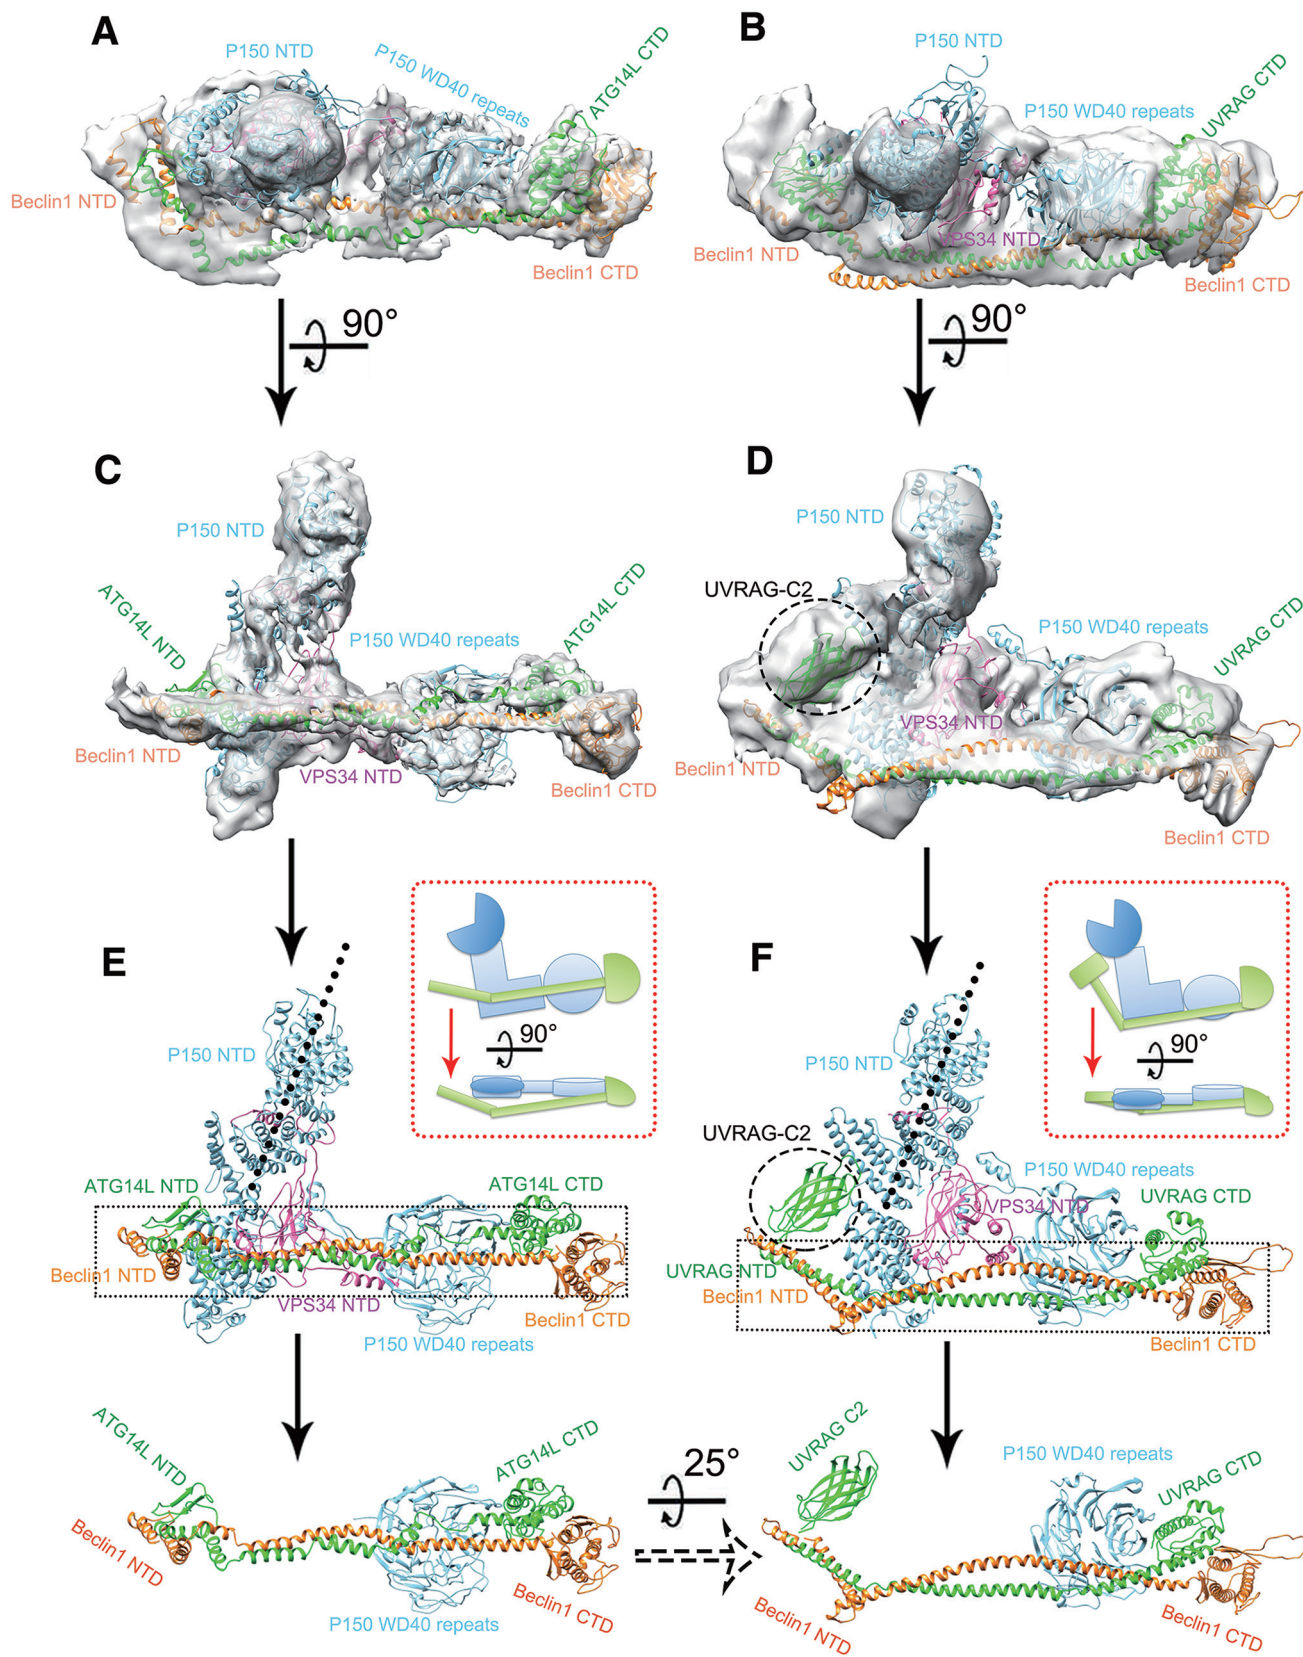 A
P150 NTD
P150 WD40 repeats
ATG14L CTD
Beclin1 NTD
Beclin1 CTD
90°
B
P150 NTD
P150 WD40 repeats
UVRAG CTD
Beclin1 NTD
VPS34 NTD
Beclin1 CTD
90°
C
P150 NTD
ATG14L NTD
P150 WD40 repeats
ATG14L CTD
Beclin1 NTD
VPS34 NTD
Beclin1 CTD
D
P150 NTD
UVRAG-C2
P150 WD40 repeats
UVRAG CTD
VPS34 NTD
Beclin1 NTD
Beclin1 CTD
E
P150 NTD
90°
ATG14L NTD
ATG14L CTD
Beclin1 NTD
VPS34 NTD
Beclin1 CTD
P150 WD40 repeats
F
P150 NTD
90°
UVRAG-C2
P150 WD40 repeats
VPS34 NTD
UVRAG CTD
UVRAG NTD
Beclin1 NTD
Beclin1 CTD
ATG14L NTD
ATG14L CTD
Beclin1 NTD
Beclin1 CTD
P150 WD40 repeats
25°
UVRAG C2
P150 WD40 repeats
UVRAG CTD
Beclin1 NTD
Beclin1 CTD